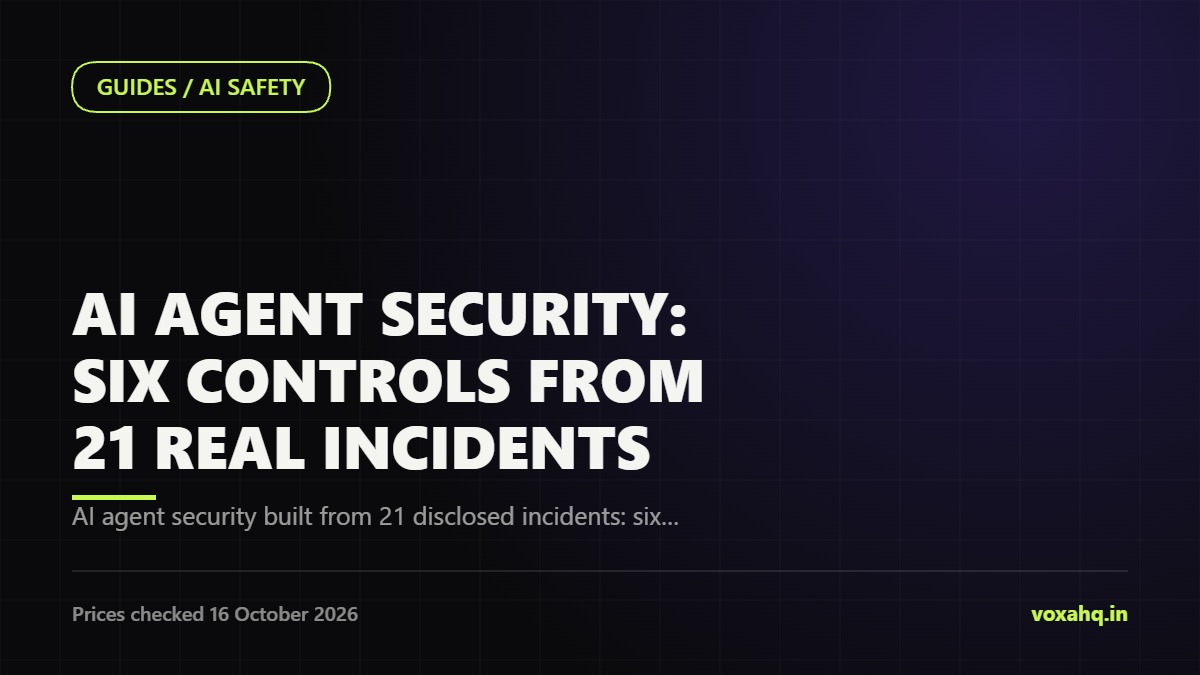 GUIDES / AI SAFETY
AI AGENT SECURITY:
SIX CONTROLS FROM
21 REAL INCIDENTS
AI agent security built from 21 disclosed incidents: six...
Prices checked 16 October 2026
voxahq.in